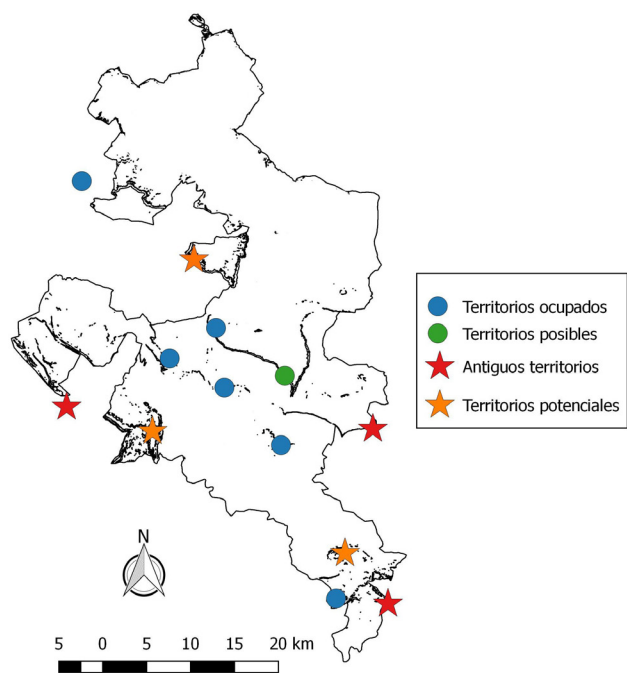 Territorios ocupados
Territorios posibles
Antiguos territorios
Territorios potenciales
N
5 0 5 10 15 20 km